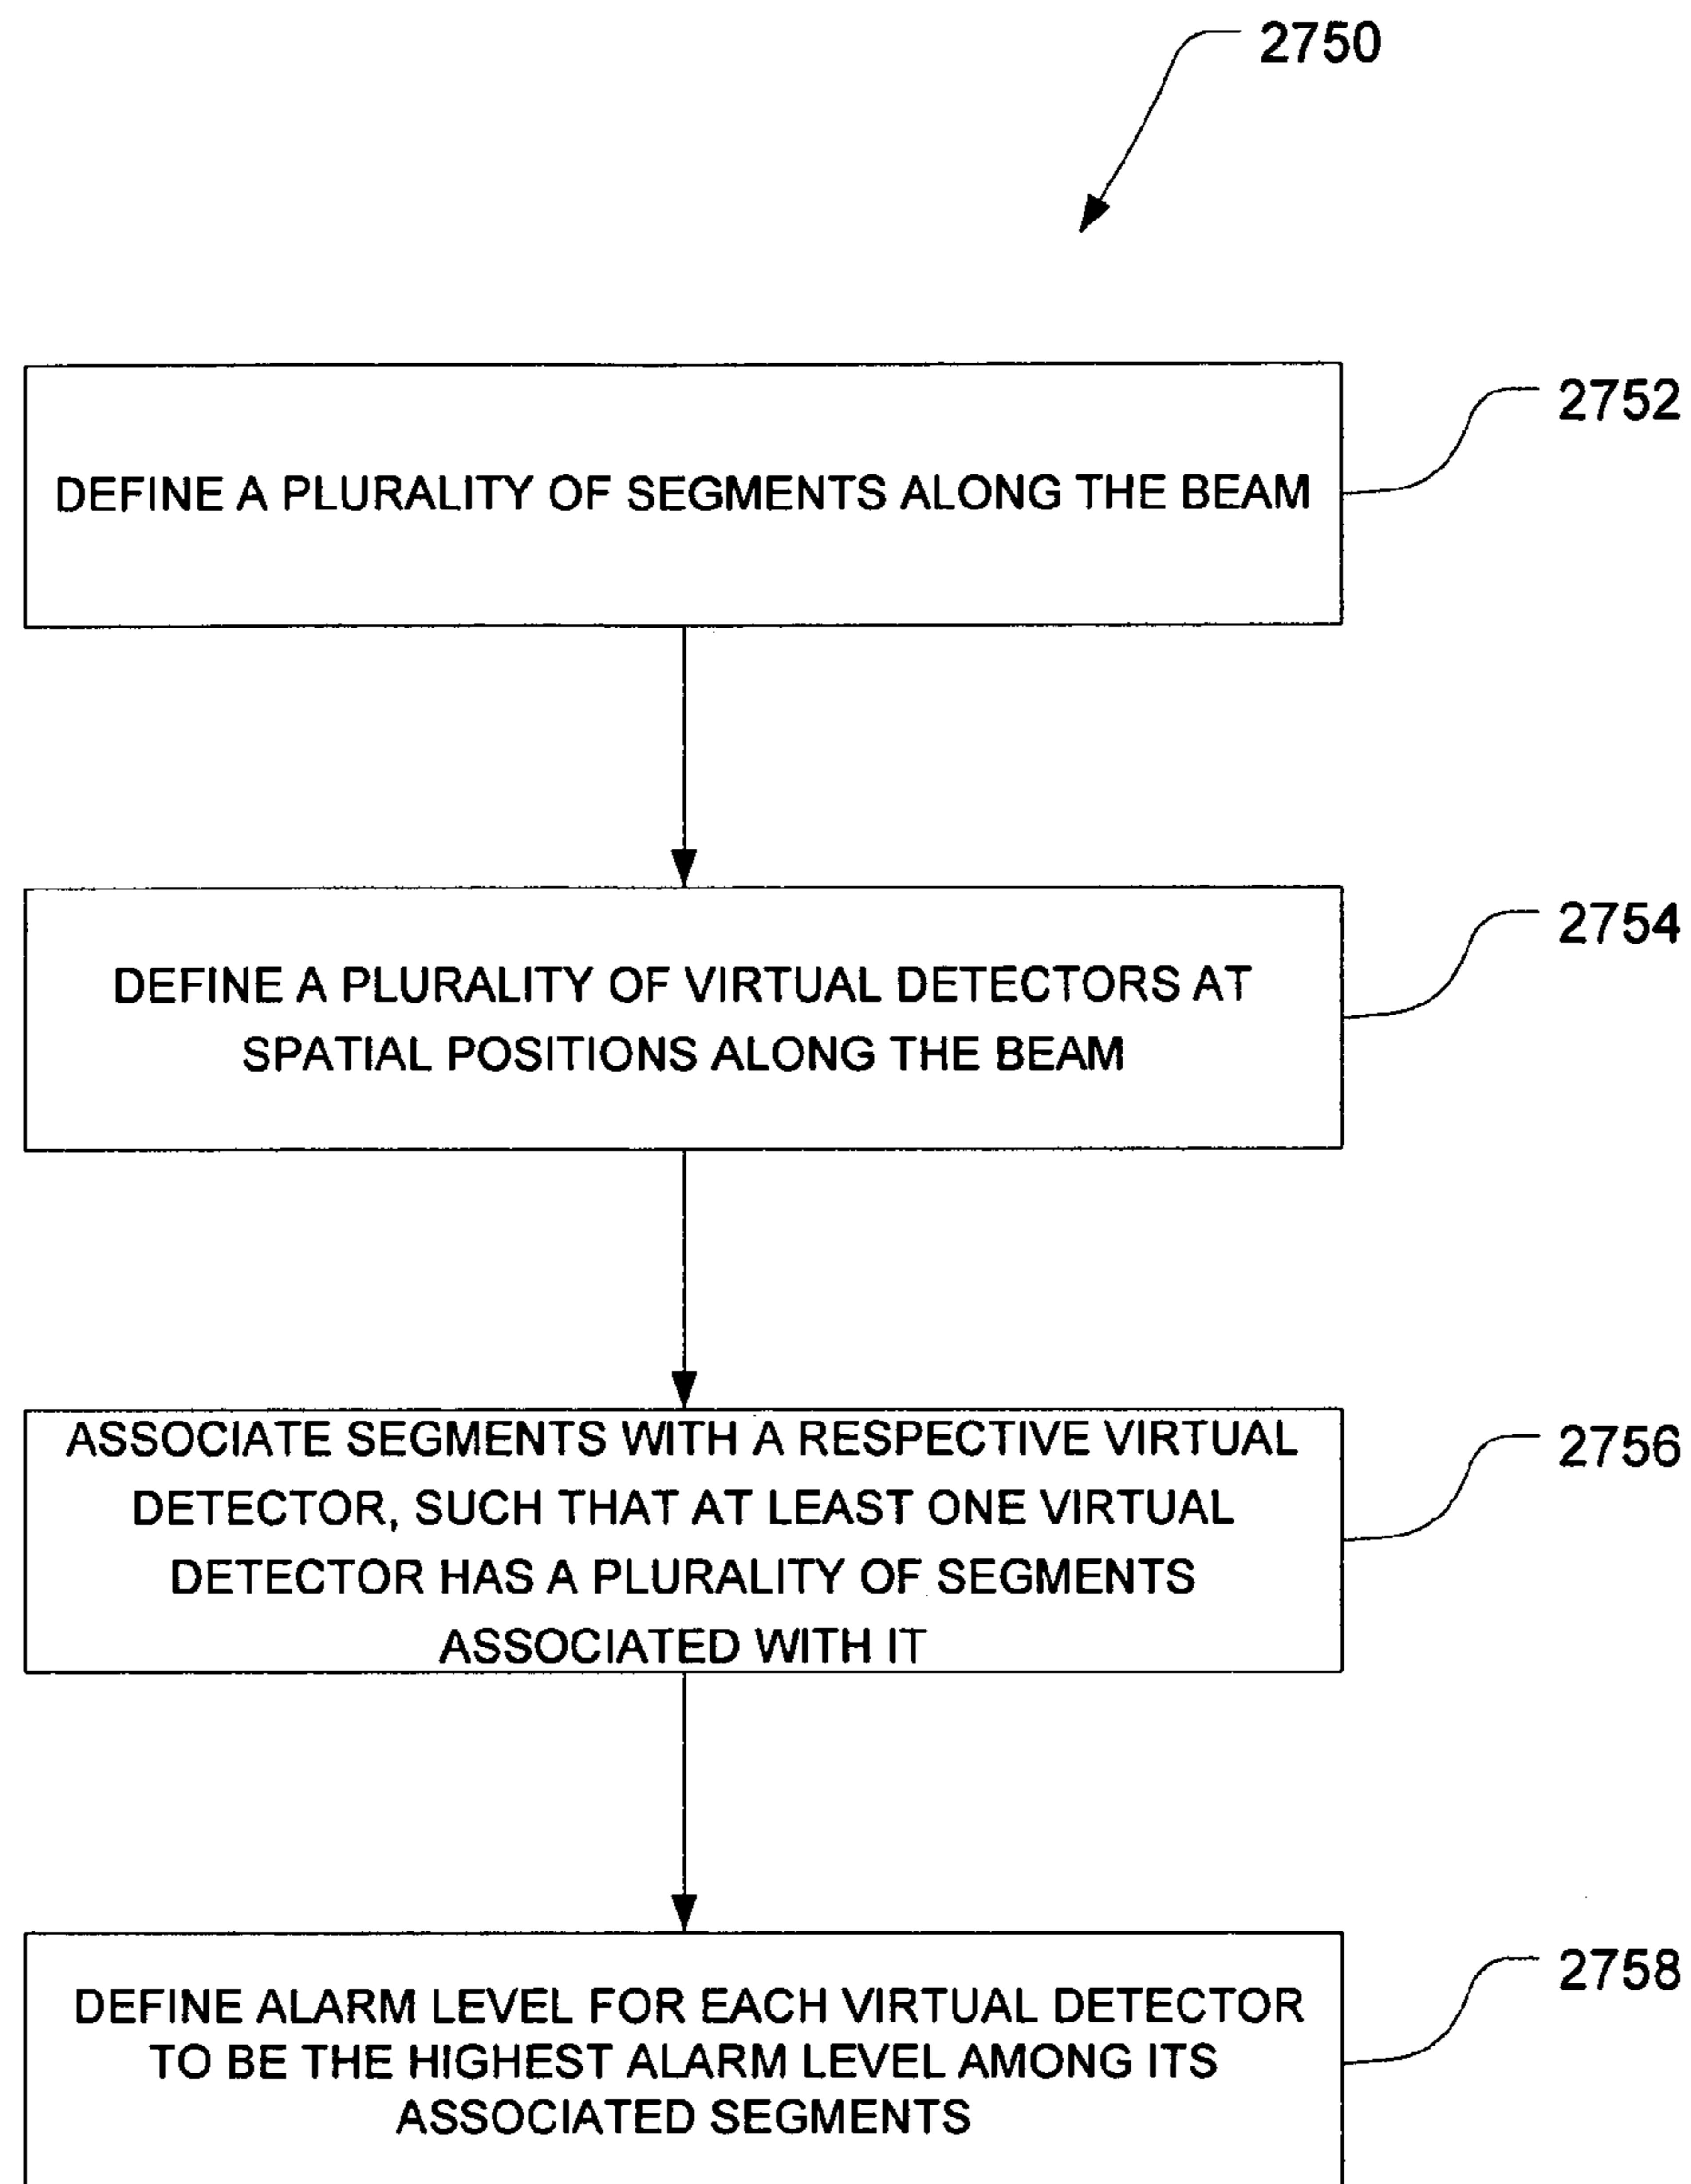 2750
2752
DEFINE A PLURALITY OF SEGMENTS ALONG THE BEAM
2754
DEFINE A PLURALITY OF VIRTUAL DETECTORS AT
SPATIAL POSITIONS ALONG THE BEAM
2756
ASSOCIATE SEGMENTS WITH A RESPECTIVE VIRTUAL
DETECTOR, SUCH THAT AT LEAST ONE VIRTUAL
DETECTOR HAS A PLURALITY OF SEGMENTS
ASSOCIATED WITH IT
2758
DEFINE ALARM LEVEL FOR EACH VIRTUAL DETECTOR
TO BE THE HIGHEST ALARM LEVEL AMONG ITS
ASSOCIATED SEGMENTS